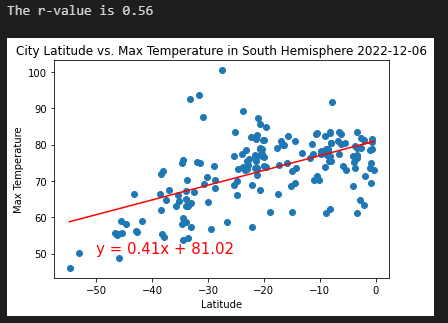 The r-value is 0.56
City Latitude vs. Max Temperature in South Hemisphere 2022-12-06
100
90
80
70
60
50
Max Temperature
y = 0.41x + 81.02
−50 −40 −30 −20 −10 0
Latitude